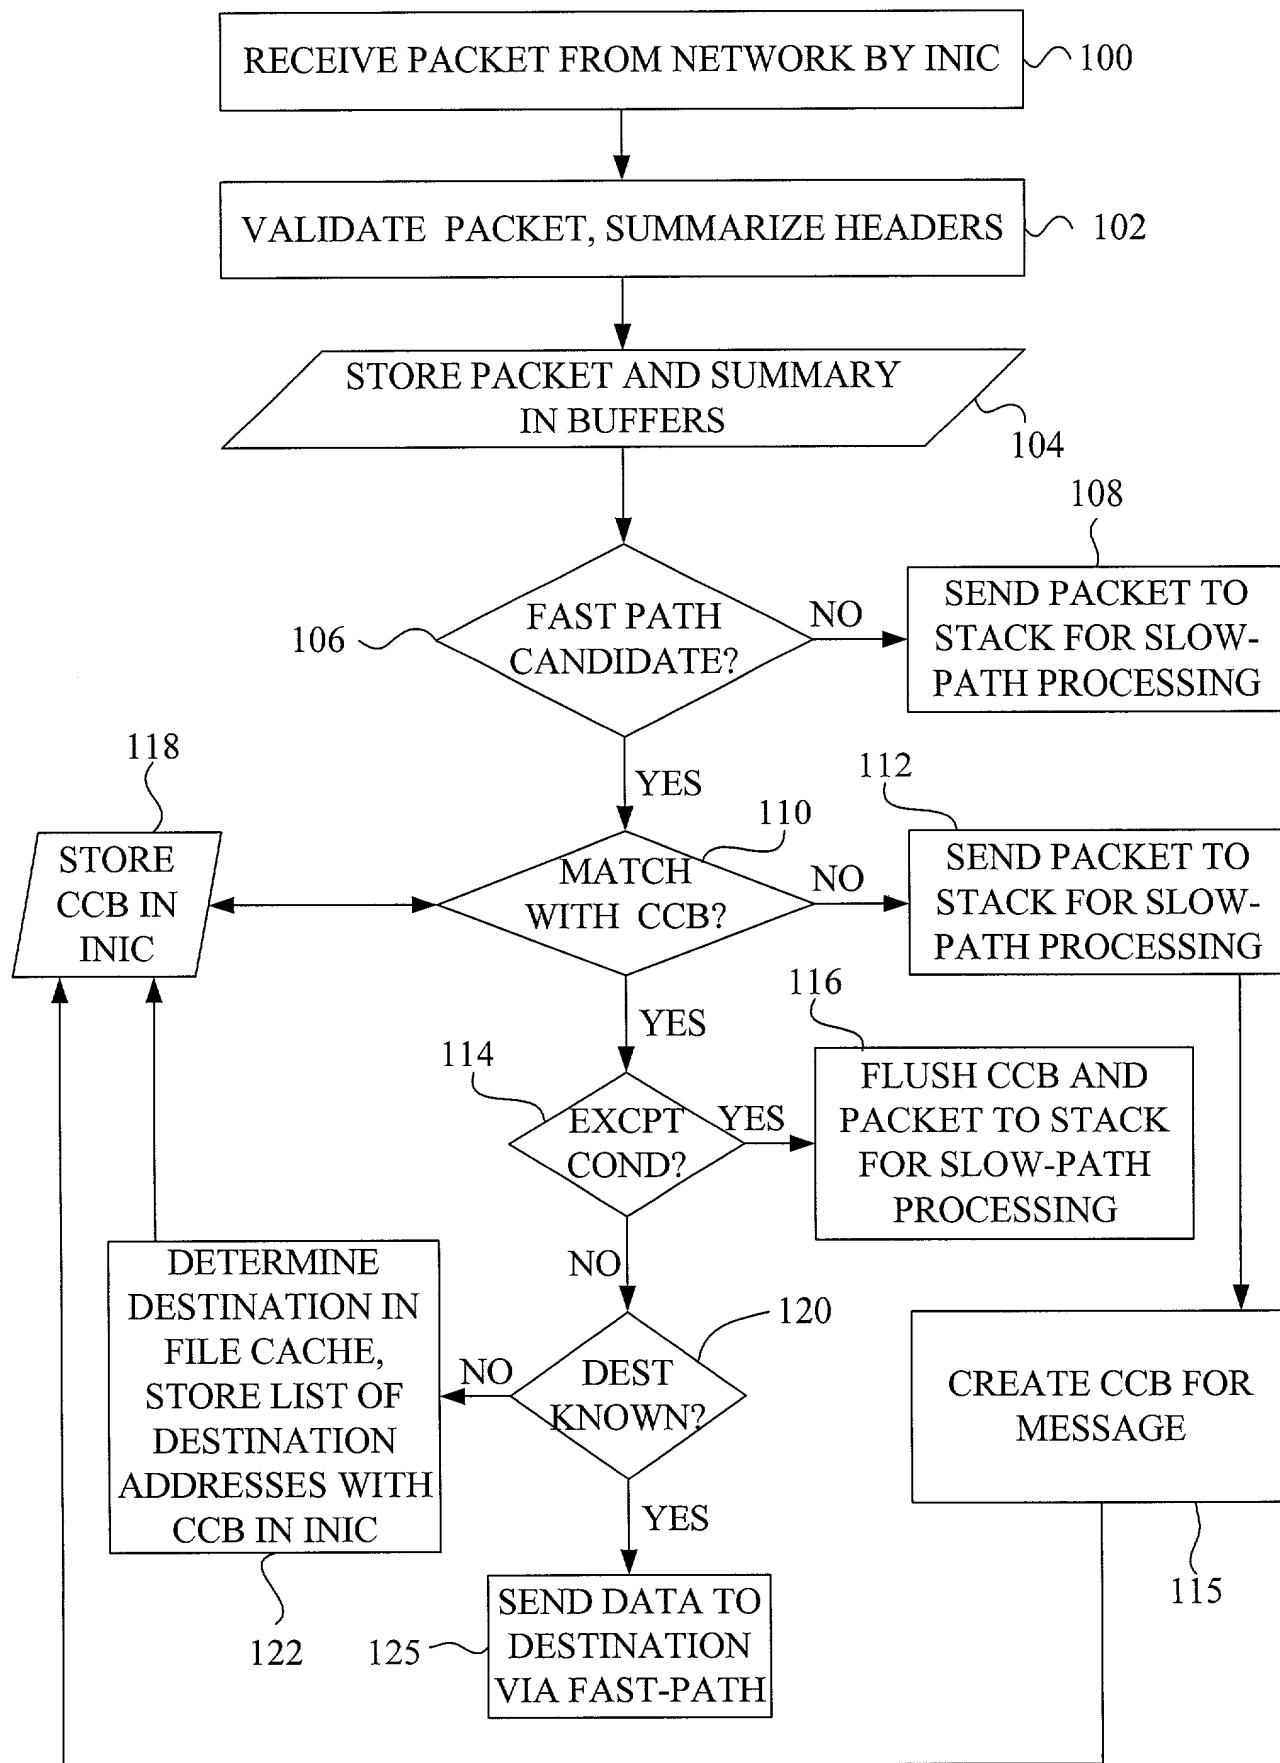 RECEIVE PACKET FROM NETWORK BY INIC
100
VALIDATE PACKET, SUMMARIZE HEADERS
102
STORE PACKET AND SUMMARY
IN BUFFERS
104
108
FAST PATH
CANDIDATE?
106
NO
SEND PACKET TO
STACK FOR SLOW-
PATH PROCESSING
YES
118
STORE
CCB IN
INIC
110
MATCH
WITH CCB?
NO
112
SEND PACKET TO
STACK FOR SLOW-
PATH PROCESSING
YES
114
EXCPT
COND?
YES
116
FLUSH CCB AND
PACKET TO STACK
FOR SLOW-PATH
PROCESSING
NO
120
DEST
KNOWN?
NO
DETERMINE
DESTINATION IN
FILE CACHE,
STORE LIST OF
DESTINATION
ADDRESSES WITH
CCB IN INIC
122
CREATE CCB FOR
MESSAGE
115
YES
SEND DATA TO
DESTINATION
VIA FAST-PATH
125